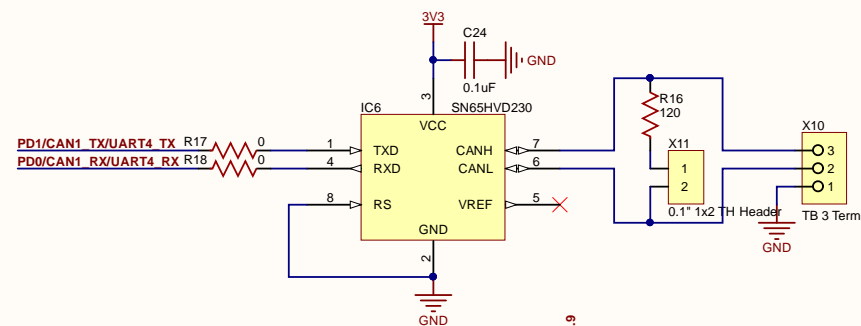 3V3
C24
GND
0.1uF
IC6
SN65HVD230
3
VCC
PD1/CAN1_TX/UART4_TX R17 0 1 TXD
PD0/CAN1_RX/UART4_RX R18 0 4 RXD
8 RS
CANH 7
CANL 6
VREF 5
GND
2
GND
R16
120
X11
1
2
0.1" 1x2 TH Header
X10
3
2
1
TB 3 Term
GND
.9